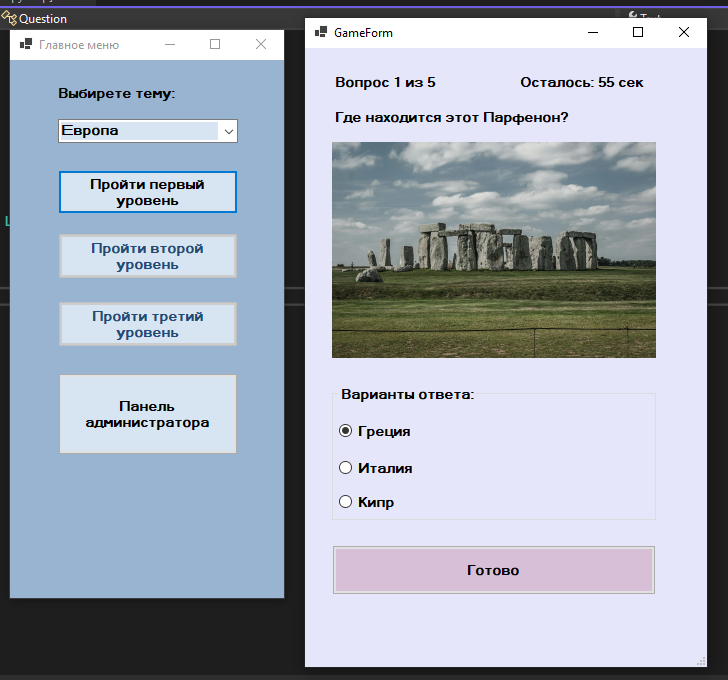 Question
Главное меню
Выбирете тему:
Европа
Пройти первый
уровень
Пройти второй
уровень
Пройти третий
уровень
Панель
администратора
GameForm
Вопрос 1 из 5
Осталось: 55 сек
Где находится этот Парфенон?
Варианты ответа:
Греция
Италия
Кипр
Готово